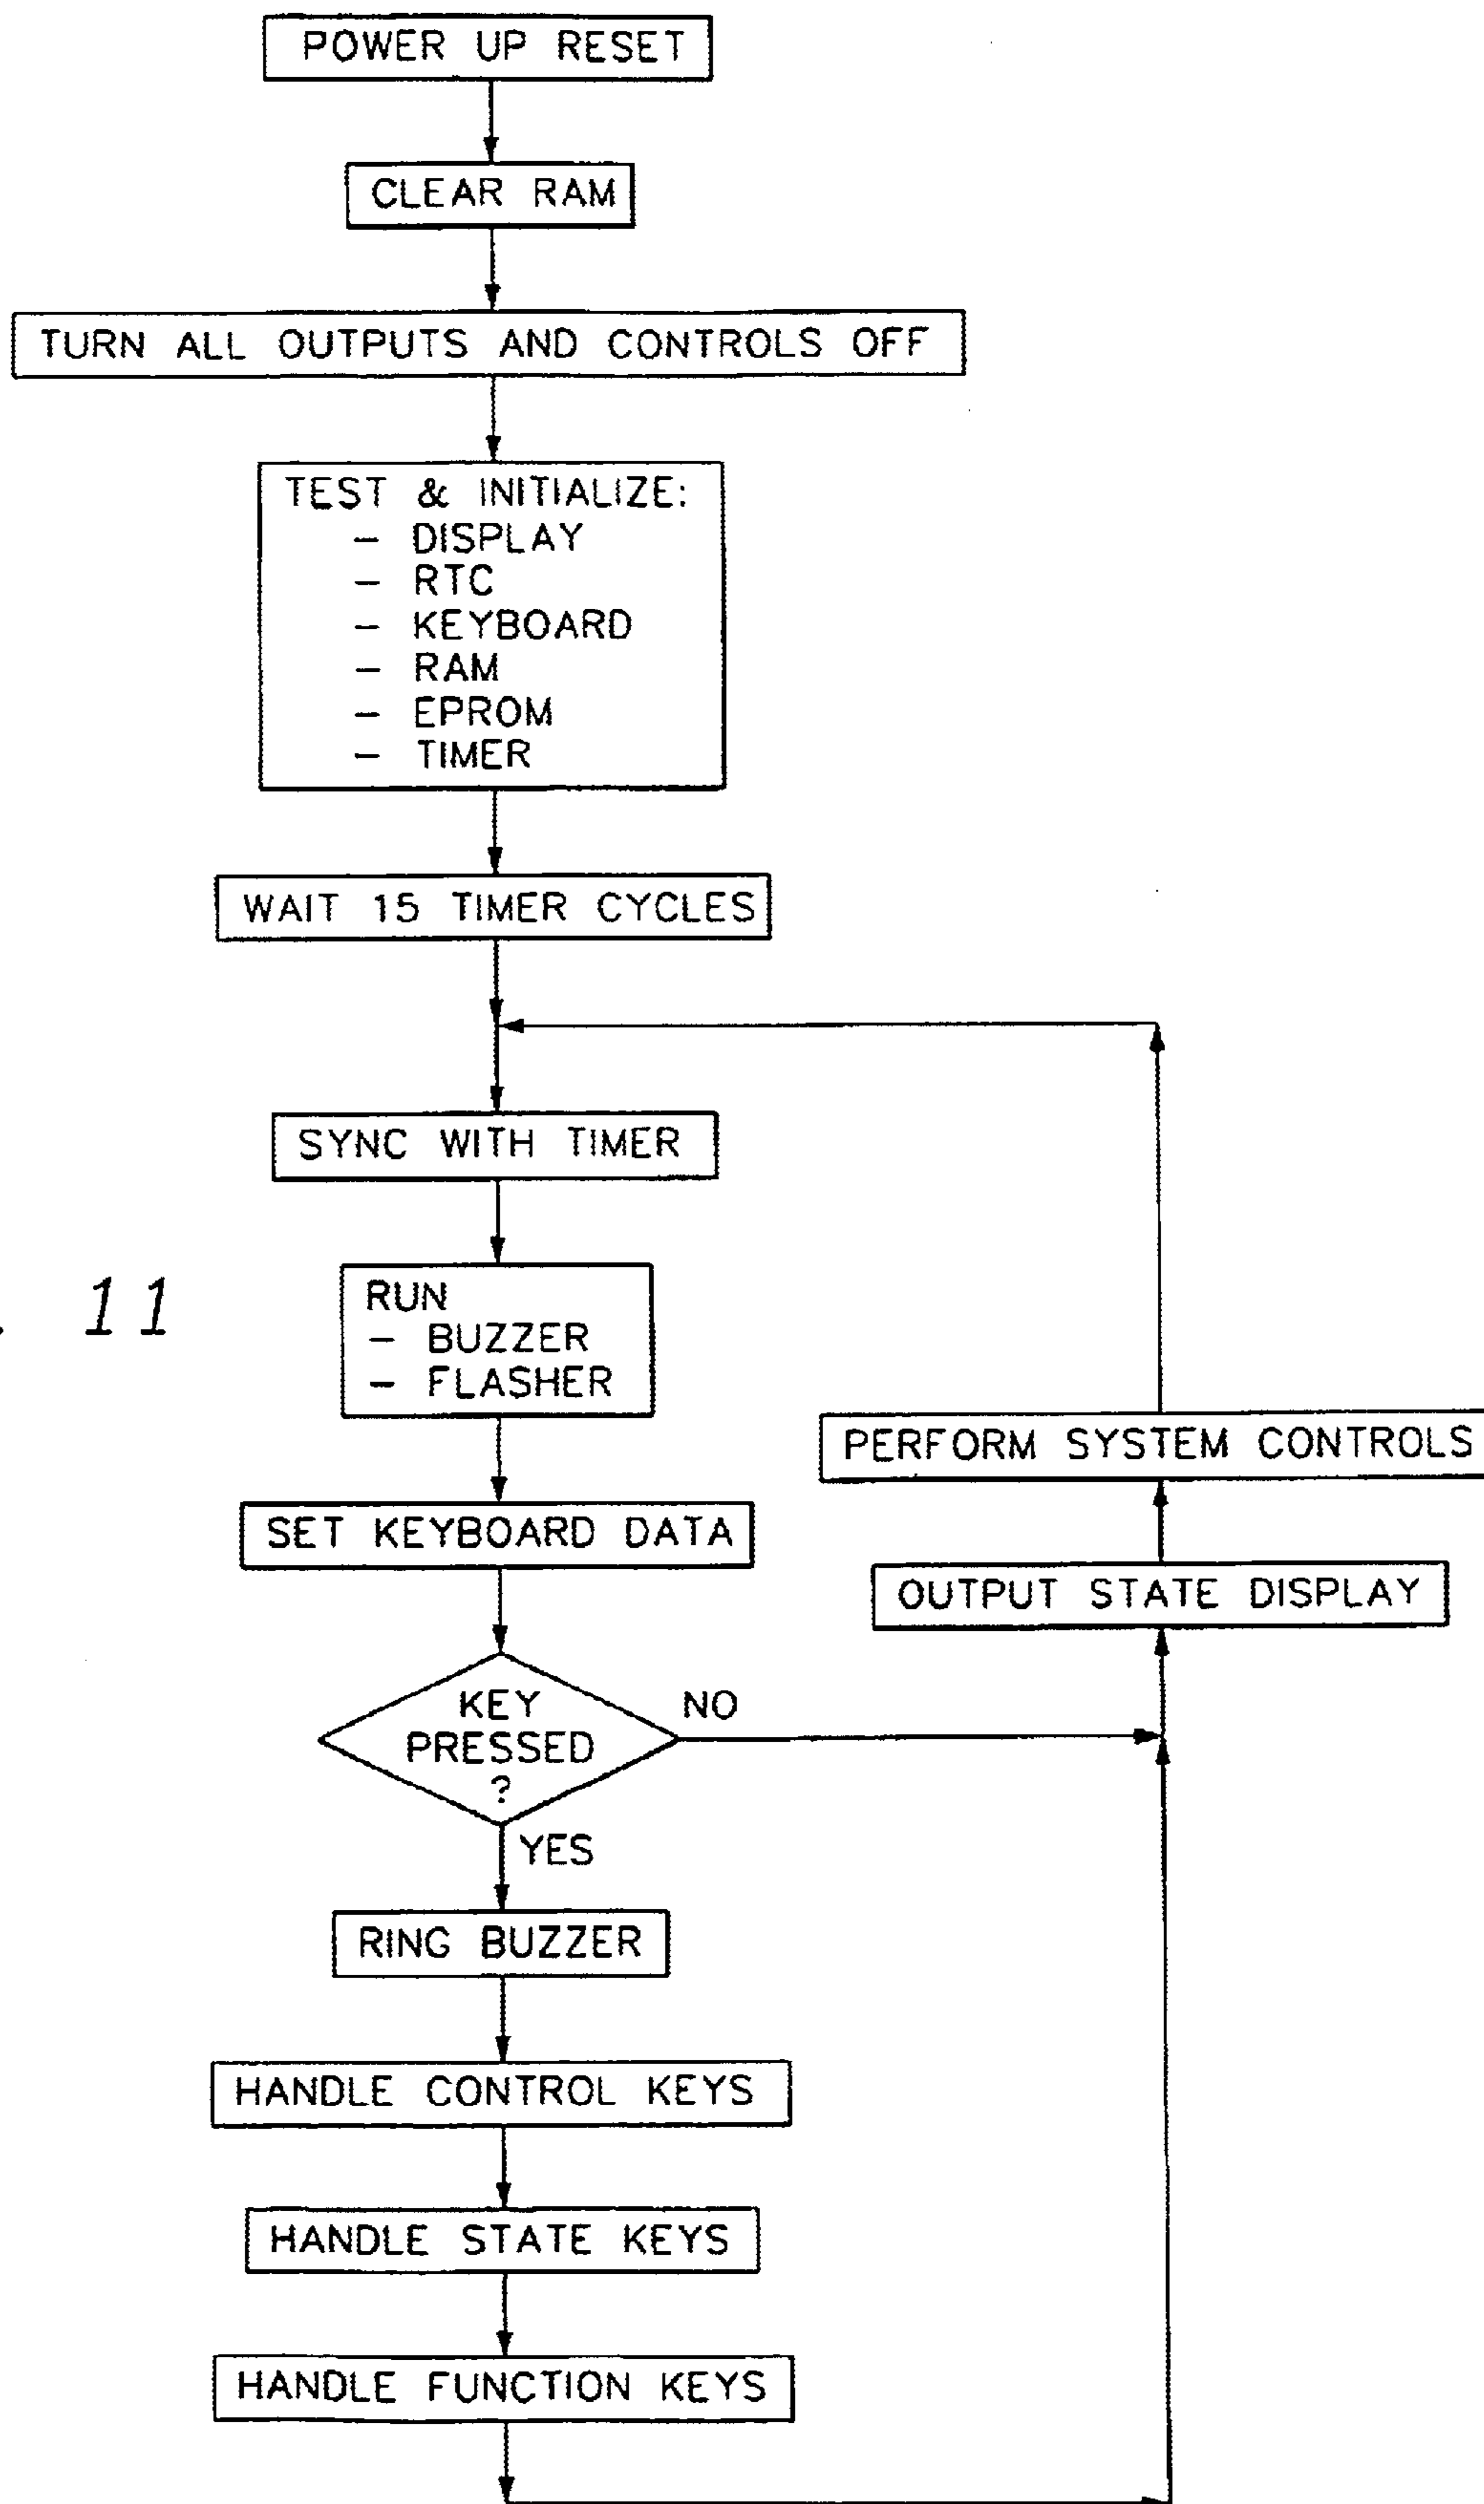 POWER UP RESET
CLEAR RAM
TURN ALL OUTPUTS AND CONTROLS OFF
TEST & INITIALIZE:
- DISPLAY
- RTC
- KEYBOARD
- RAM
- EPROM
- TIMER
WAIT 15 TIMER CYCLES
SYNC WITH TIMER
. 11
RUN
- BUZZER
- FLASHER
PERFORM SYSTEM CONTROLS
SET KEYBOARD DATA
OUTPUT STATE DISPLAY
KEY
PRESSED
?
NO
YES
RING BUZZER
HANDLE CONTROL KEYS
HANDLE STATE KEYS
HANDLE FUNCTION KEYS